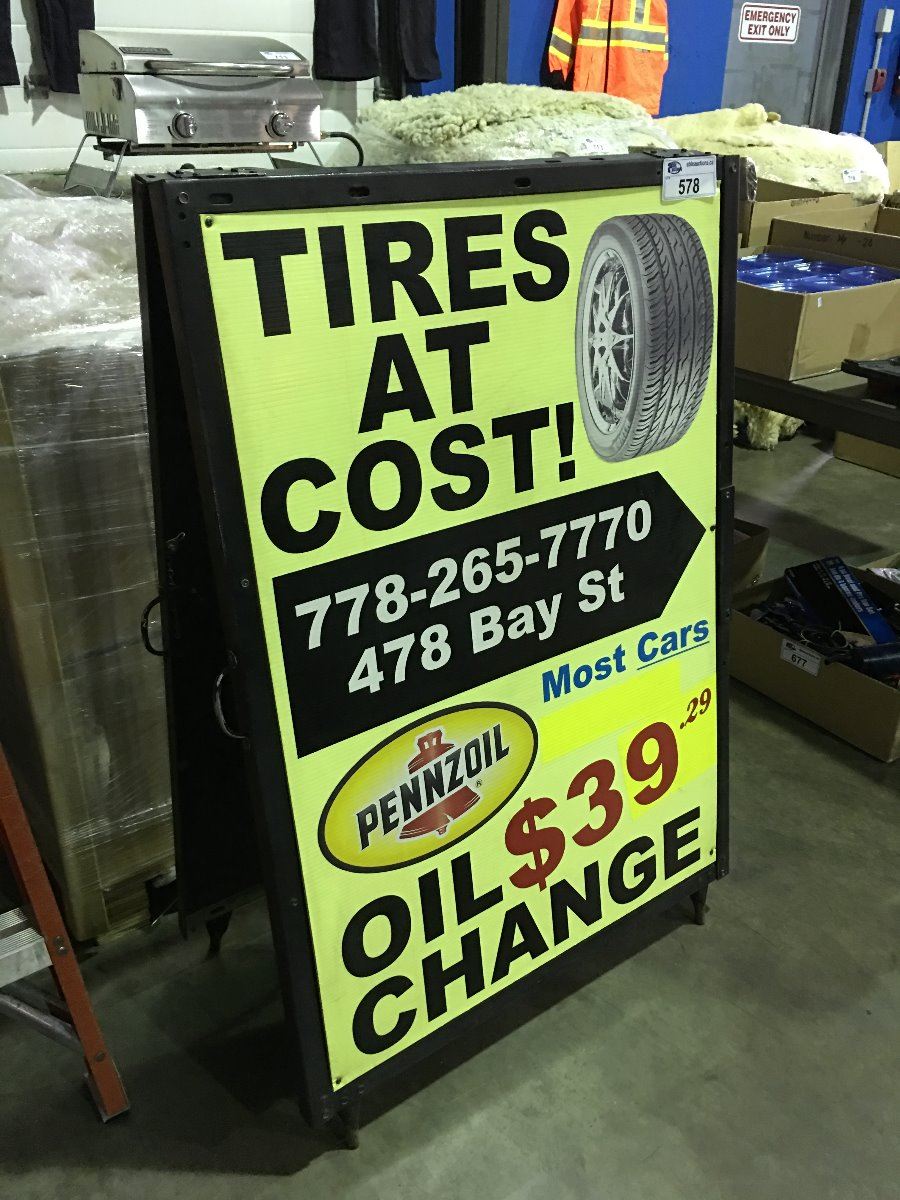 EMERGENCY
EXIT ONLY
578
TIRES
AT
COST!
778-265-7770
478 Bay St
Most Cars
PENNZOIL
®
$39.29
OIL
CHANGE
677